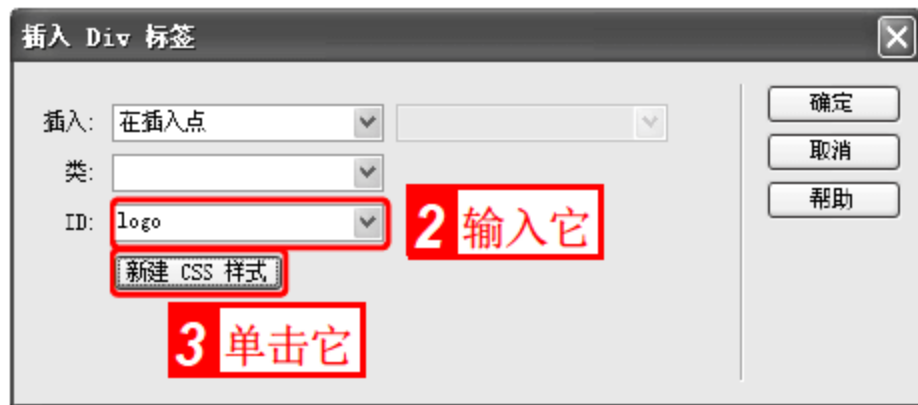 插入 Div 标签
插入: 在插入点
确定
类:
取消
ID: logo
帮助
2 输入它
新建 CSS 样式
3 单击它